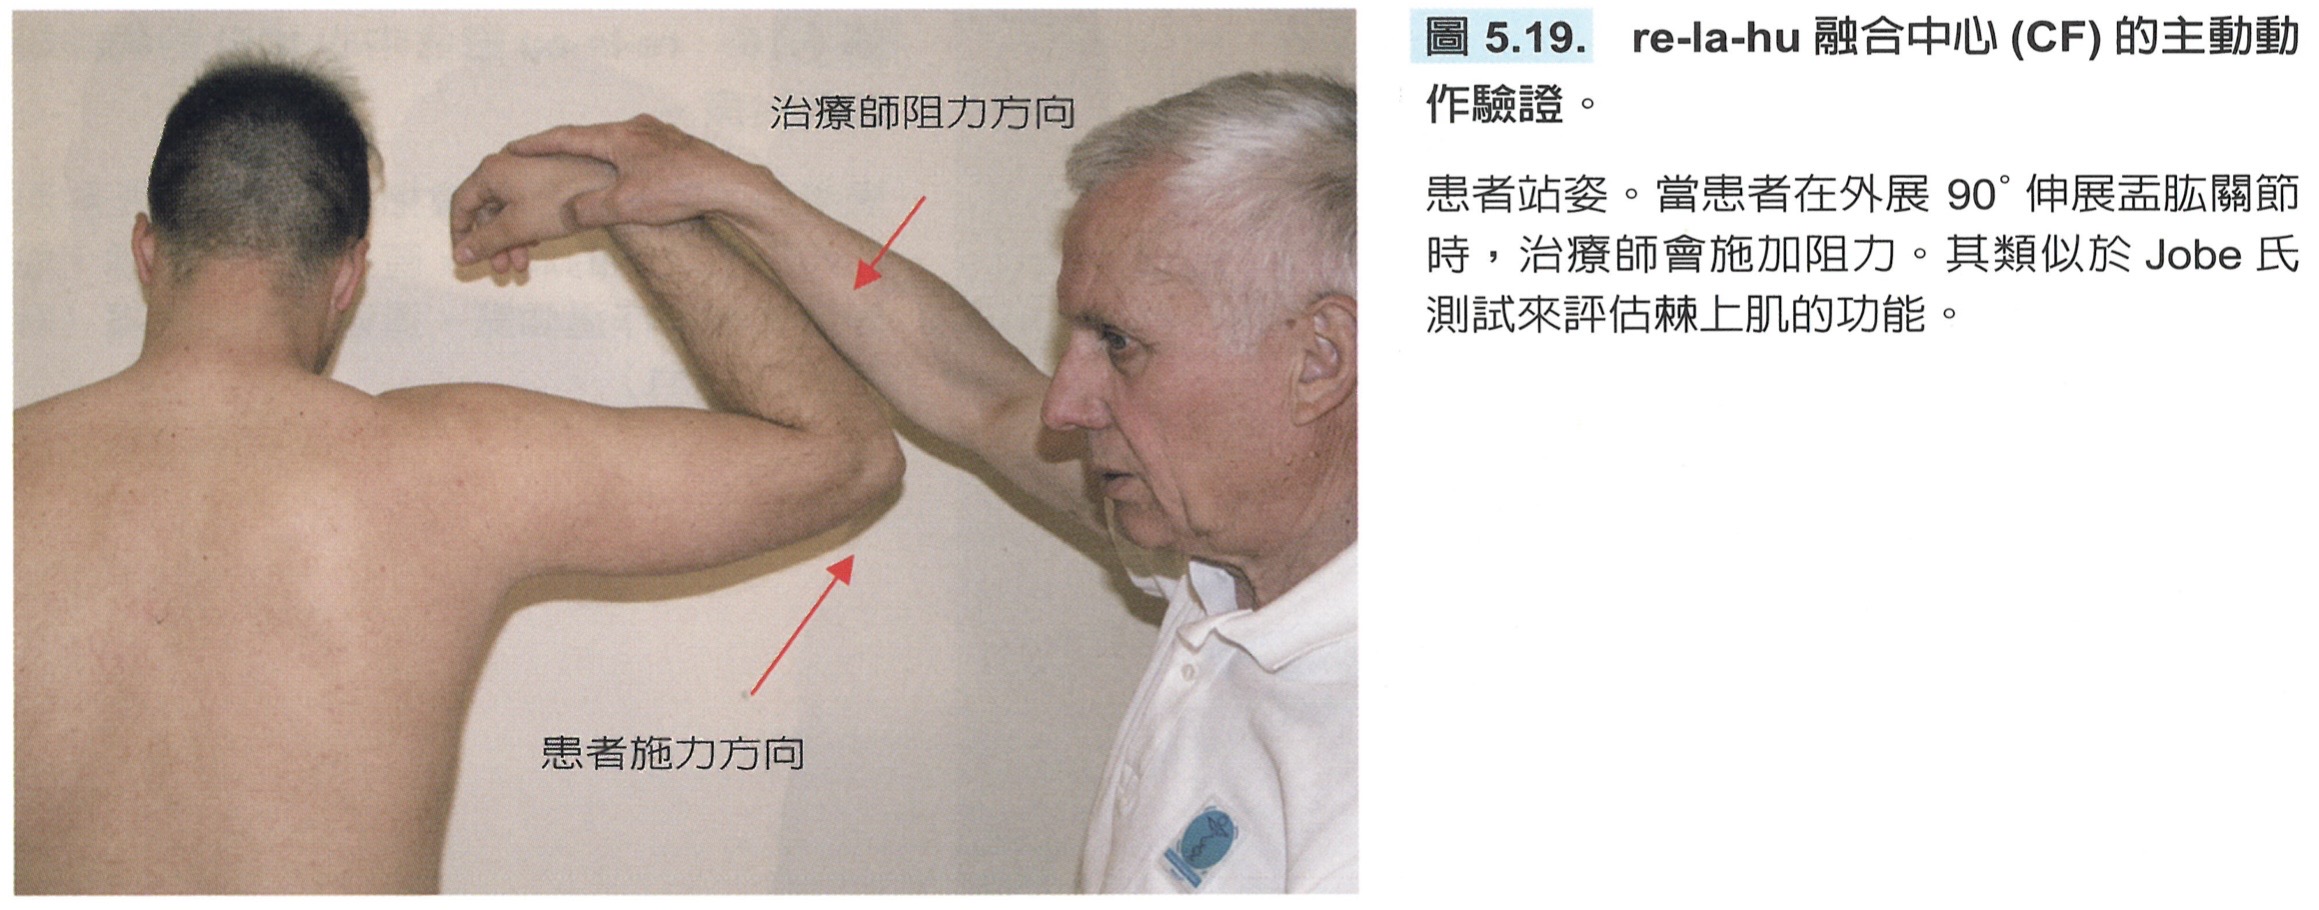 治療師阻力方向
患者施力方向
圖 5.19. re-la-hu 融合中心 (CF) 的主動動
作驗證。
患者站姿。當患者在外展 90° 伸展盂肱關節
時，治療師會施加阻力。其類似於 Jobe 氏
測試來評估棘上肌的功能。